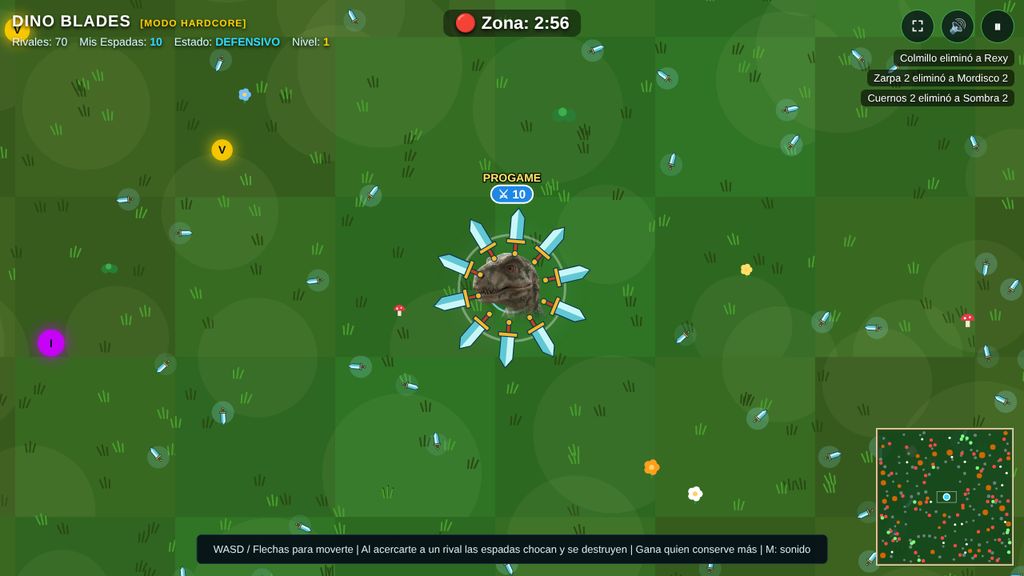 DINO BLADES [MODO HARDCORE]
Rivales: 70 Mis Espadas: 10 Estado: DEFENSIVO Nivel: 1
V
Zona: 2:56
Colmillo eliminó a Rexy
Zarpa 2 eliminó a Mordisco 2
Cuernos 2 eliminó a Sombra 2
V
PROGAME
10
I
WASD / Flechas para moverte | Al acercarte a un rival las espadas chocan y se destruyen | Gana quien conserve más | M: sonido